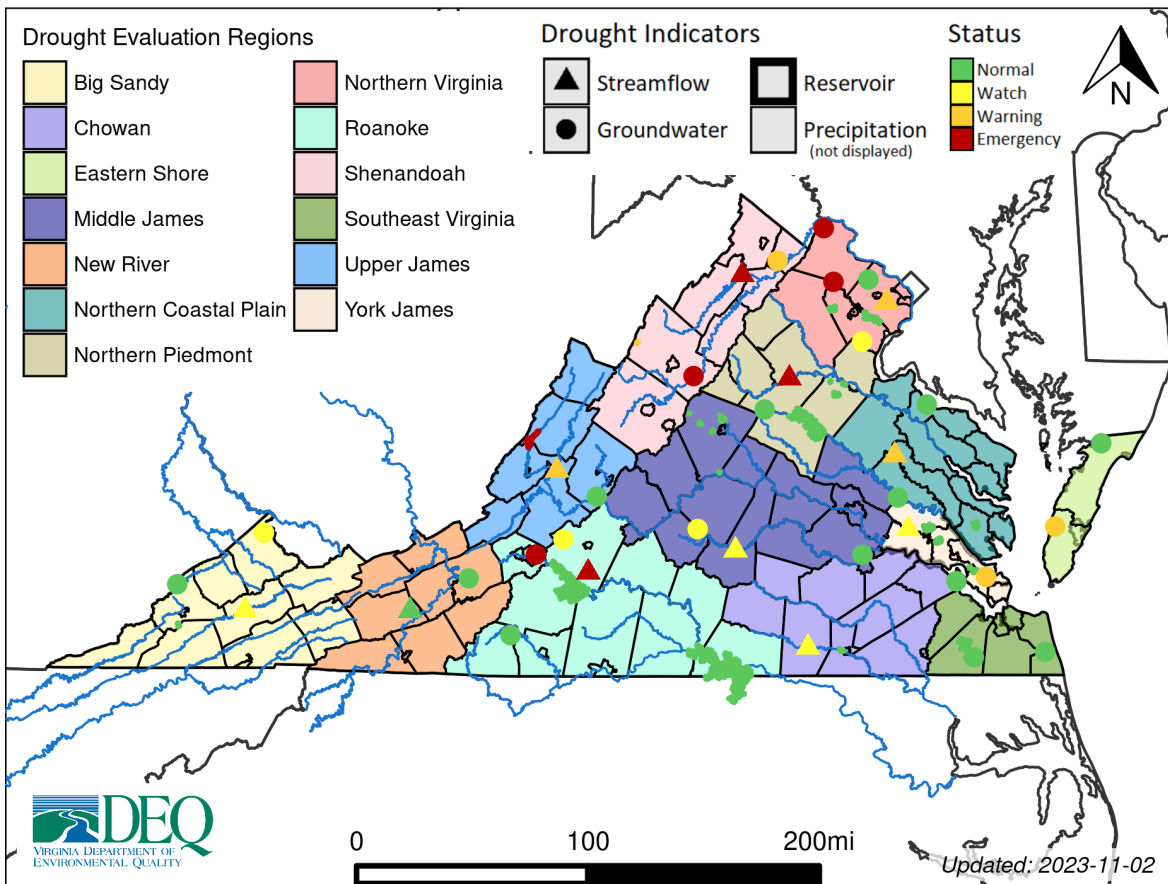 Drought Evaluation Regions
Big Sandy
Chowan
Eastern Shore
Middle James
New River
Northern Coastal Plain
Northern Piedmont
Northern Virginia
Roanoke
Shenandoah
Southeast Virginia
Upper James
York James
Drought Indicators
Streamflow
Groundwater
Reservoir
Precipitation
(not displayed)
Status
Normal
Watch
Warning
Emergency
N
DEQ
VIRGINIA DEPARTMENT OF
ENVIRONMENTAL QUALITY
0 100 200mi
Updated: 2023-11-02